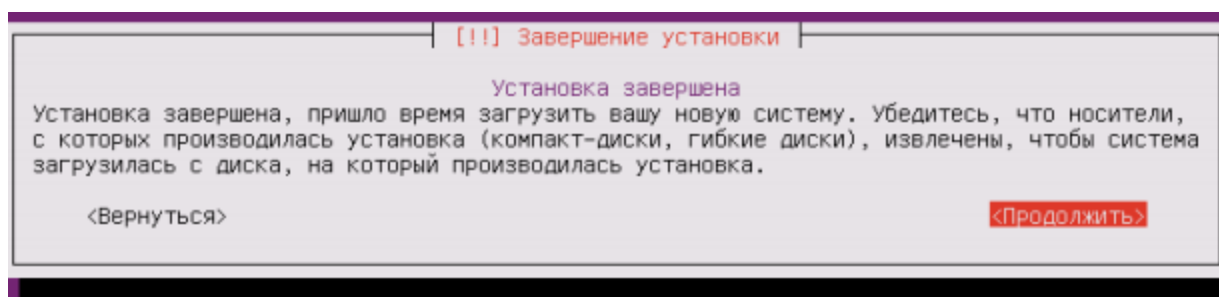 [!!] Завершение установки
Установка завершена
Установка завершена, пришло время загрузить вашу новую систему. Убедитесь, что носители,
с которых производилась установка (компакт-диски, гибкие диски), извлечены, чтобы система
загрузилась с диска, на который производилась установка.
<Вернуться> <Продолжить>